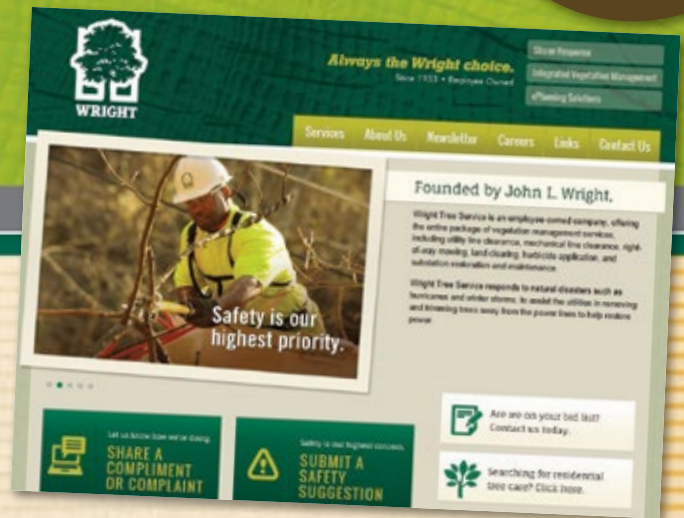 WRIGHT
Always the Wright choice.
Since 1933 • Employee Owned
Storm Response
Integrated Vegetation Management
ePlanning Solutions
Services About Us Newsletter Careers Links Contact Us
Safety is our
highest priority.
Founded by John L. Wright,
Wright Tree Service is an employee owned company, offering
the entire package of vegetation management services,
including utility line clearance, mechanical line clearance, right-
of-way mowing, land clearing, herbicide application, and
substation restoration and maintenance.
Wright Tree Service responds to natural disasters such as
hurricanes and winter storms, to assist the utilities in removing
and trimming trees away from the power lines to help restore
power.
Let us know how we're doing.
SHARE A
COMPLIMENT
OR COMPLAINT
Safety is our highest concern.
SUBMIT A
SAFETY
SUGGESTION
Are are on your bid list?
Contact us today.
Searching for residential
tree care? Click here.